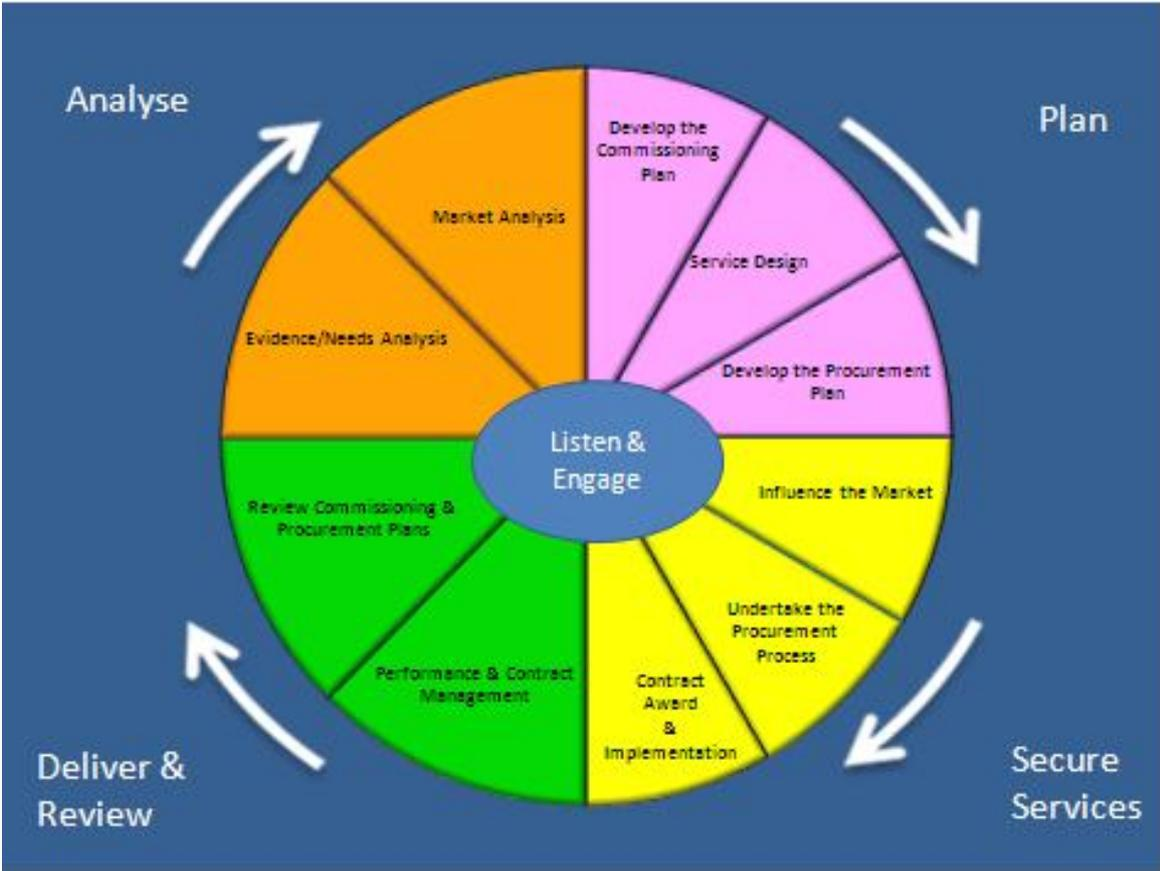 Analyse
Plan
Develop the
Commissioning
Plan
Market Analysis
Service Design
Evidence/Needs Analysis
Develop the Procurement
Plan
Listen &
Engage
Influence the Market
Review Commissioning &
Procurement Plans
Undertake the
Procurement
Process
Performance & Contract
Management
Contract
Award
&
Implementation
Deliver &
Review
Secure
Services